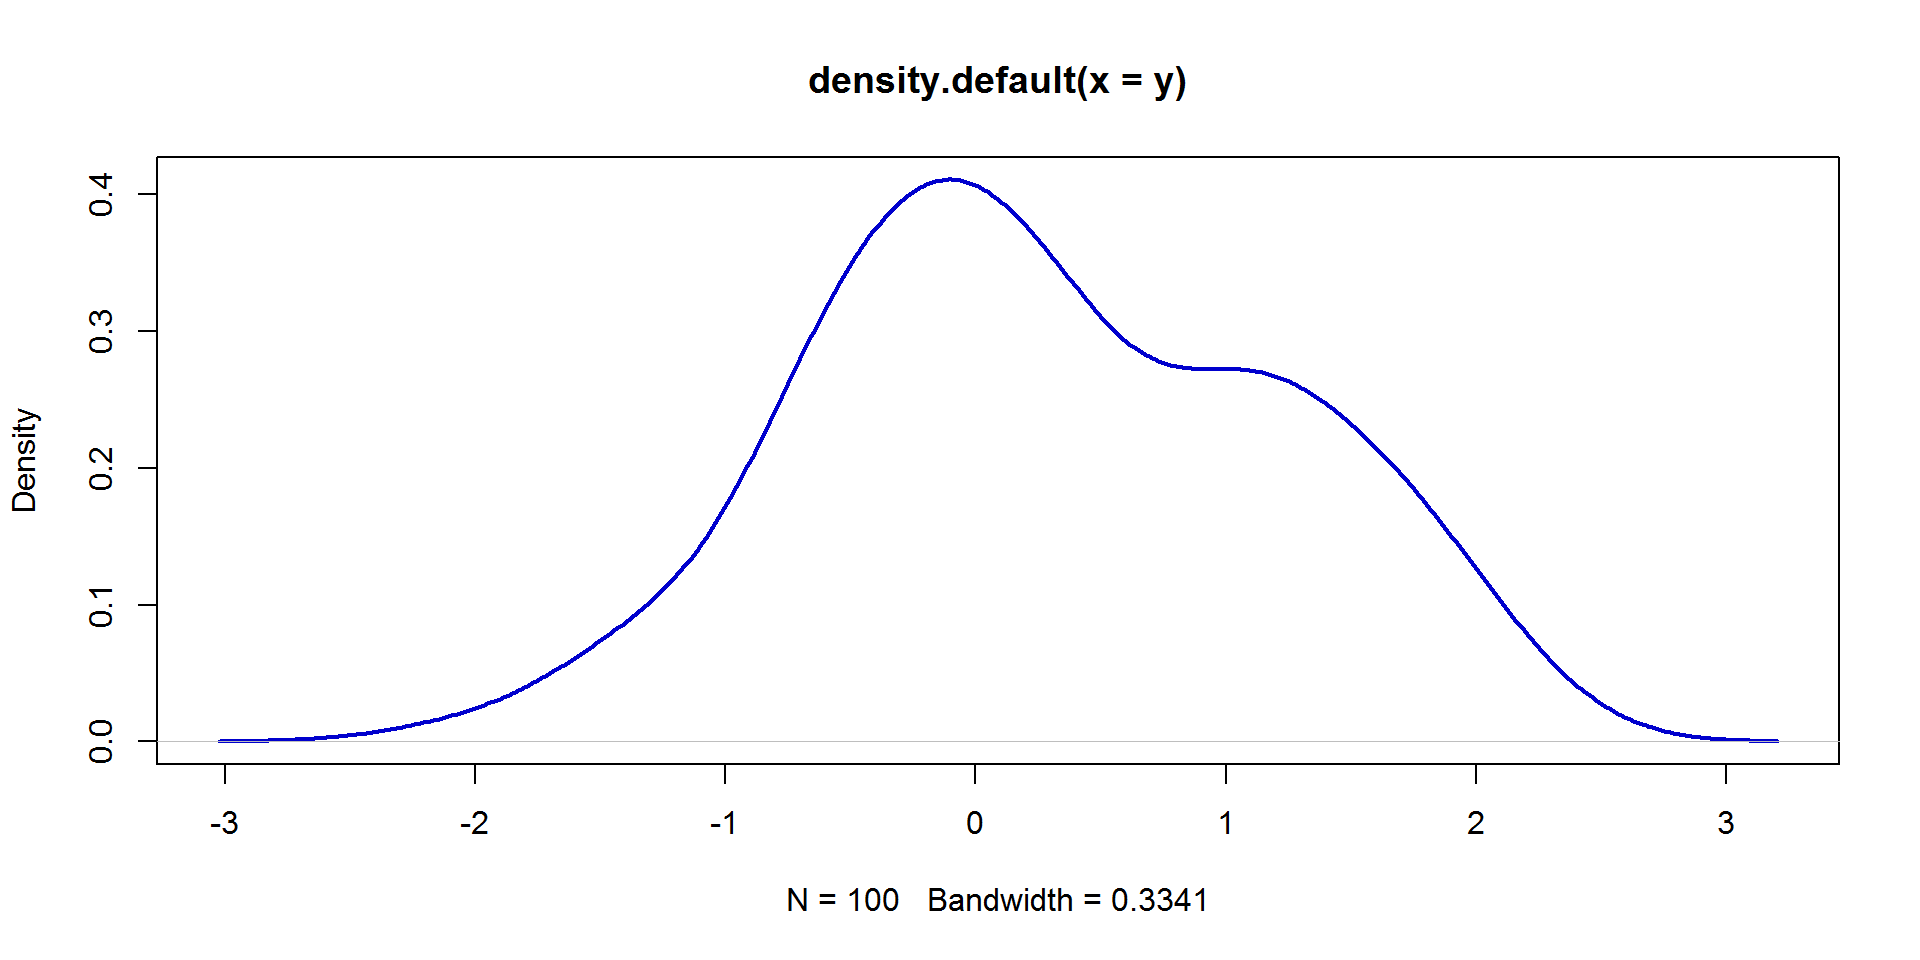 density.default(x = y)
Density
0.4
0.3
0.2
0.1
0.0
-3 -2 -1 0 1 2 3
N = 100 Bandwidth = 0.3341